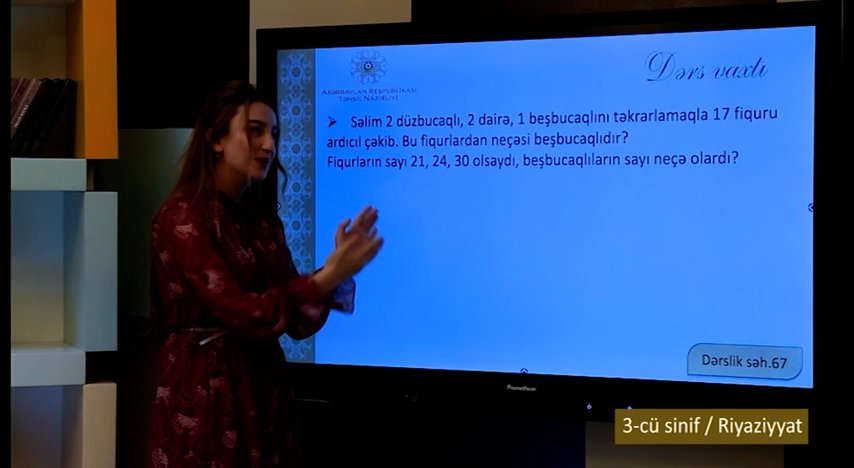 Dərs vaxtı
AZƏRBAYCAN RESPUBLİKASI
TƏHSİL NAZİRLİYİ
➢ Səlim 2 düzbucaqlı, 2 dairə, 1 beşbucaqlını təkrarlamaqla 17 fiquru
ardıcıl çəkib. Bu fiqurlardan neçəsi beşbucaqlıdır?
Fiqurların sayı 21, 24, 30 olsaydı, beşbucaqlıların sayı neçə olardı?
Dərslik səh.67
Promethean
3-cü sinif / Riyaziyyat